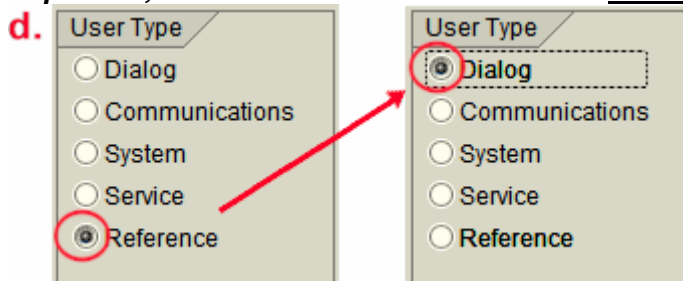 d.
User Type
Dialog
Communications
System
Service
Reference
User Type
Dialog
Communications
System
Service
Reference